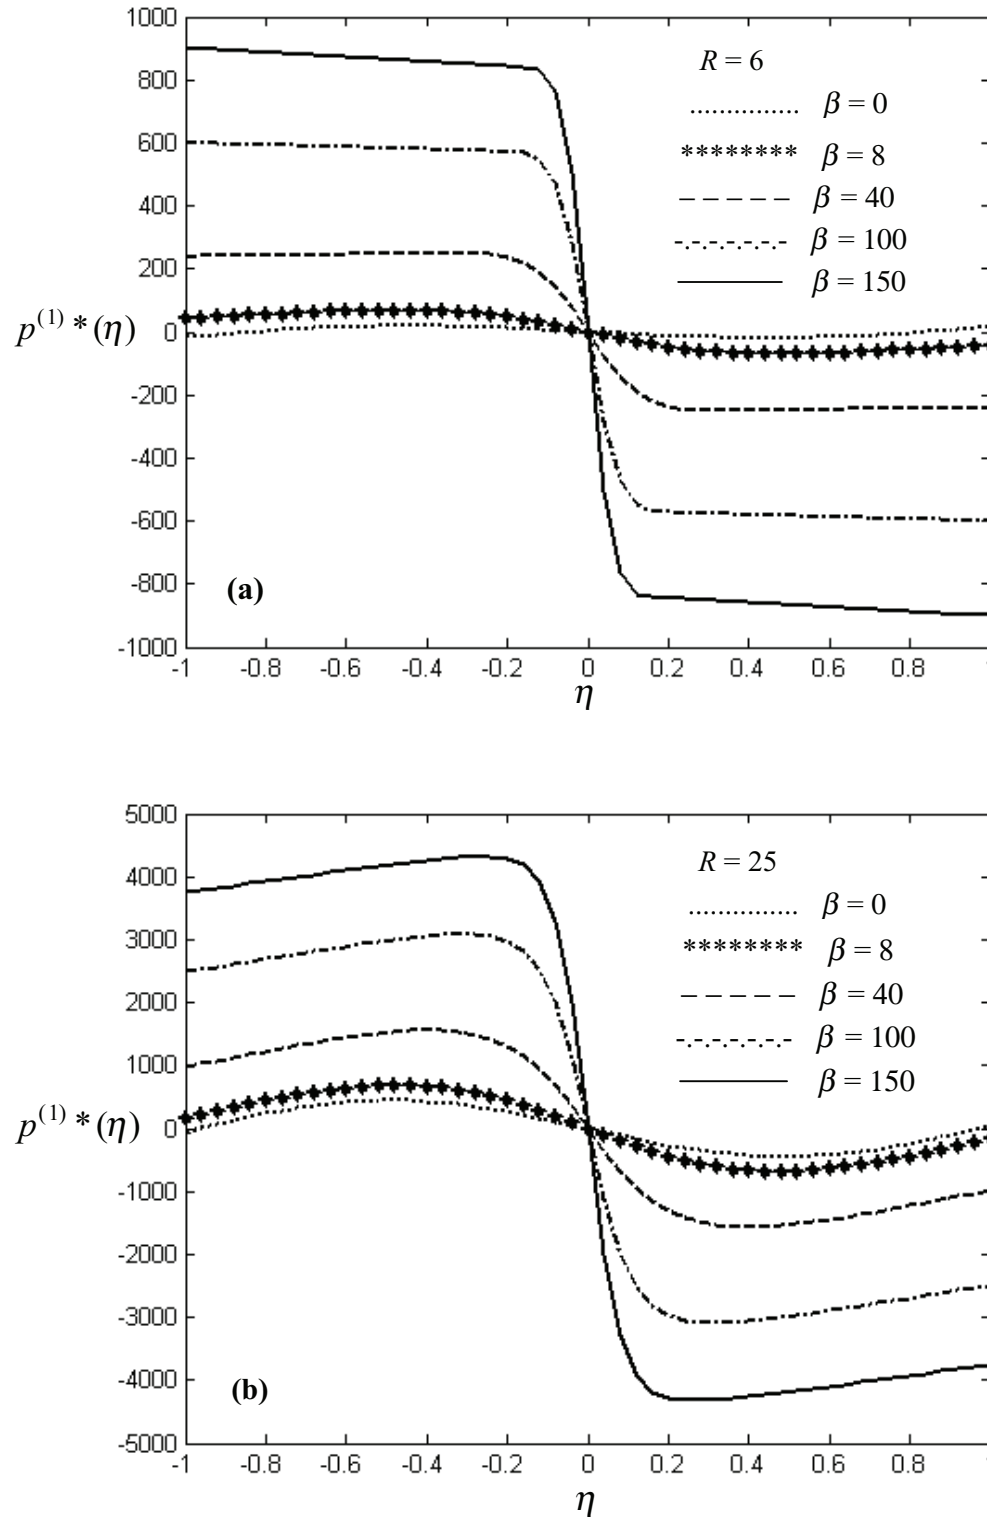 1000
800
600
400
200
0
-200
-400
-600
-800
-1000
p^(1)*(η)
R = 6
.............. β = 0
******** β = 8
– – – – – – β = 40
-.-.-.-.-. β = 100
β = 150
(a)
-1 -0.8 -0.6 -0.4 -0.2 0 0.2 0.4 0.6 0.8 1
η
5000
4000
3000
2000
1000
0
-1000
-2000
-3000
-4000
-5000
p^(1)*(η)
R = 25
.............. β = 0
******** β = 8
– – – – – – β = 40
-.-.-.-.-. β = 100
β = 150
(b)
-1 -0.8 -0.6 -0.4 -0.2 0 0.2 0.4 0.6 0.8
η